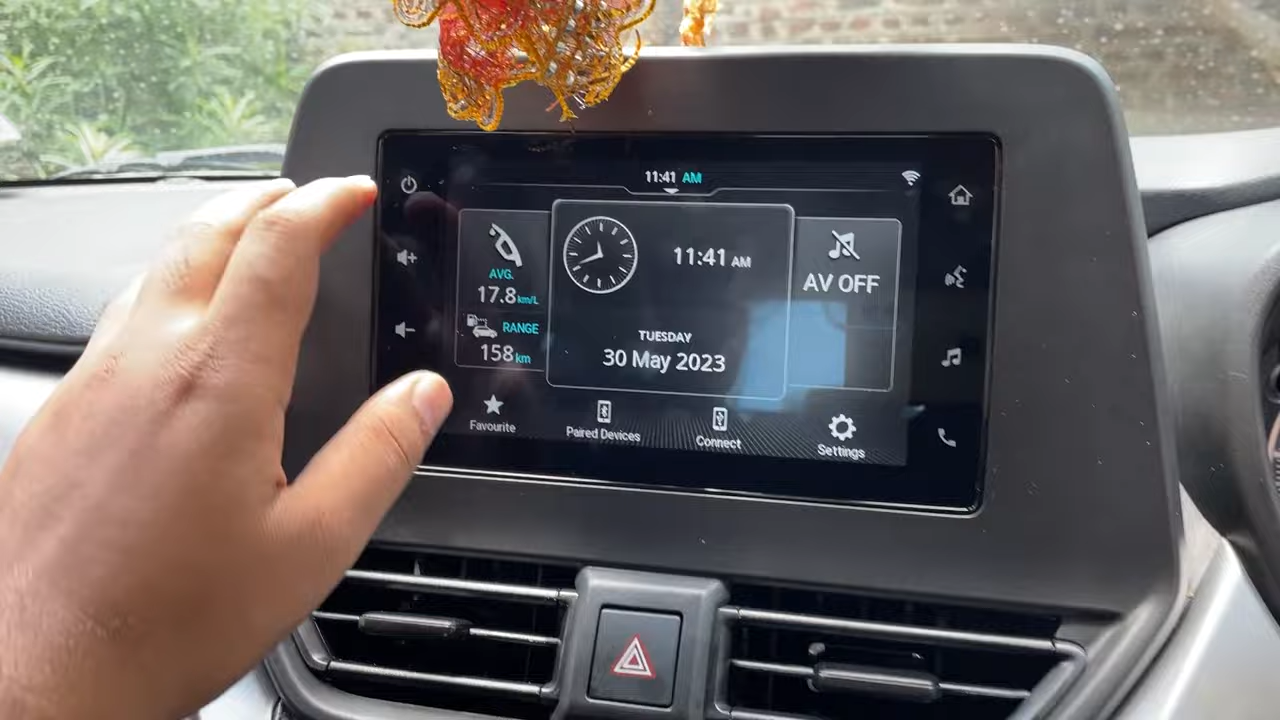 11:41 AM
AVG.
17.8 km/L
RANGE
158 km
11:41 AM
TUESDAY
30 May 2023
AV OFF
Favourite
Paired Devices
Connect
Settings